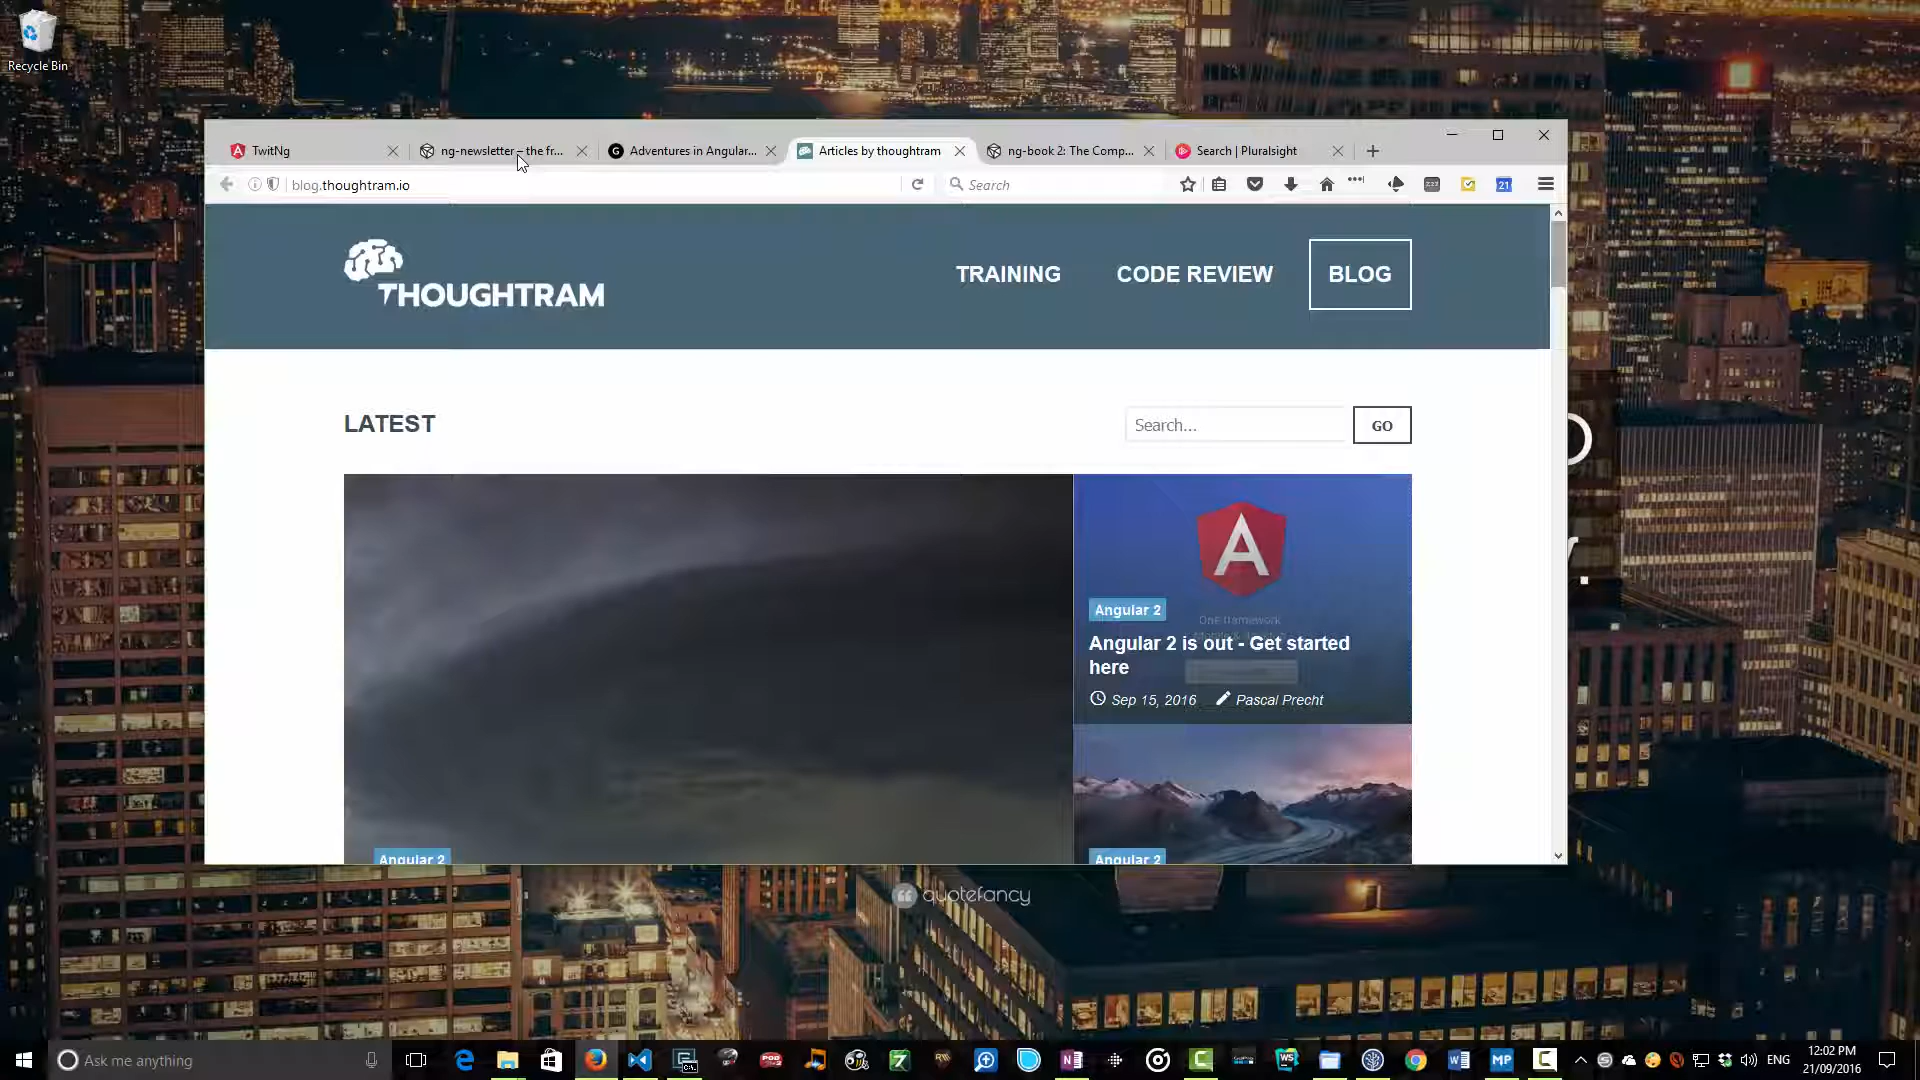 Recycle Bin
TwitNg
ng-newsletter – the fr...
Adventures in Angular...
Articles by thoughtram
ng-book 2: The Comp...
Search | Pluralsight
blog.thoughtram.io
Search
21
THOUGHTRAM
TRAINING
CODE REVIEW
BLOG
LATEST
Search...
GO
Angular 2
Angular 2 is out - Get started
here
Sep 15, 2016
Pascal Precht
Angular 2
Angular 2
quotefancy
Ask me anything
ENG
12:02 PM
21/09/2016